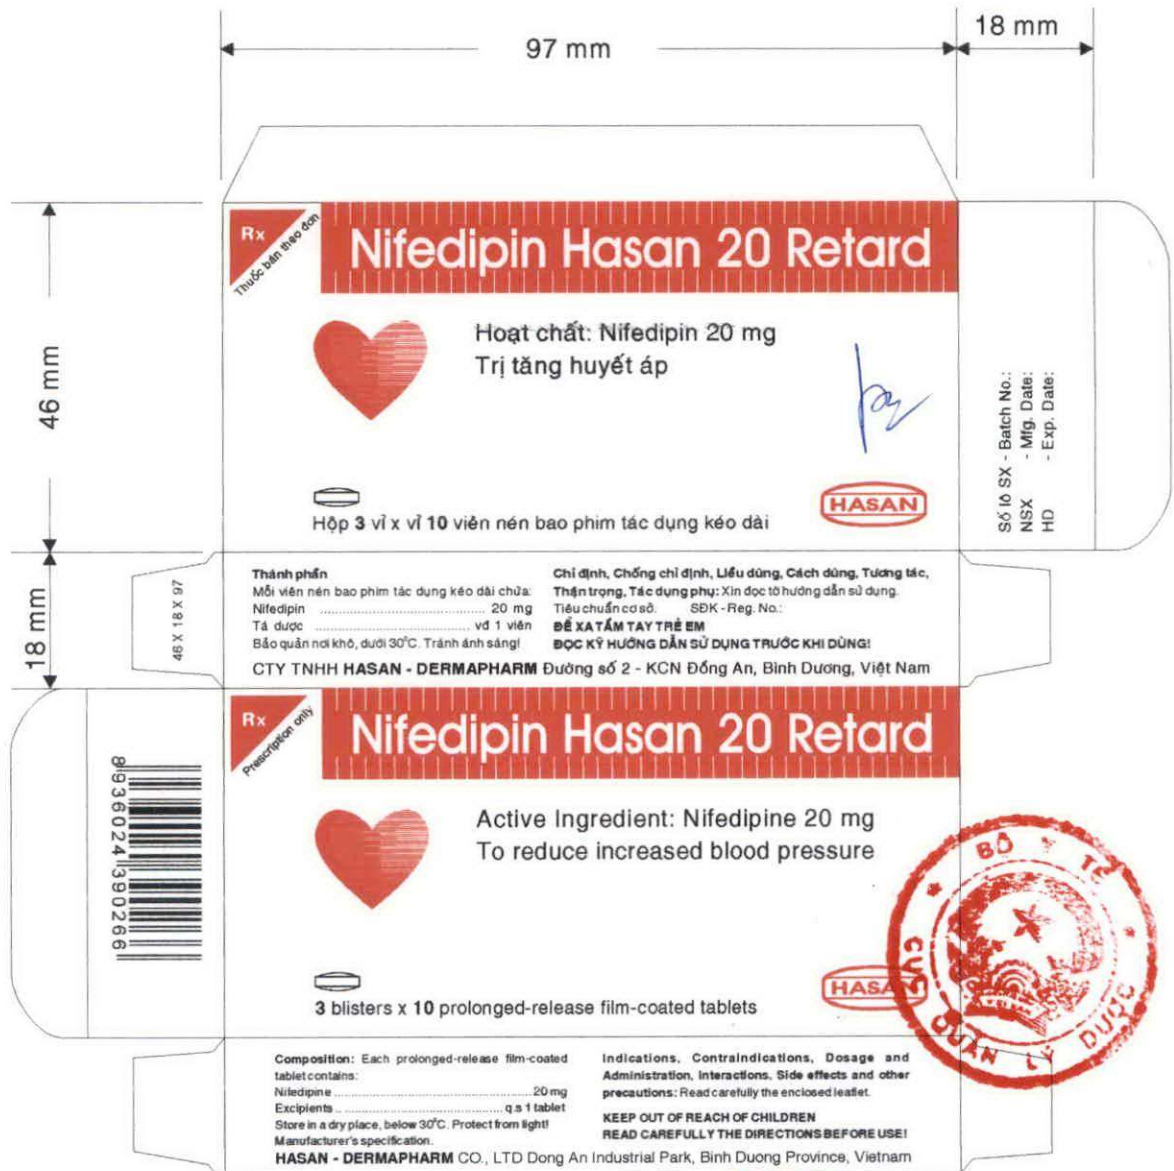 97 mm
18 mm
46 mm
18 mm
Rx
Thuốc bán theo đơn
Nifedipin Hasan 20 Retard
Hoạt chất: Nifedipin 20 mg
Trị tăng huyết áp
HASAN
Hộp 3 vỉ x vỉ 10 viên nén bao phim tác dụng kéo dài
Số lô SX - Batch No.:
NSX - Mfg. Date:
HD - Exp. Date:
46 X 18 X 97
Thành phần
Mỗi viên nén bao phim tác dụng kéo dài chứa:
Nifedipin ........................................ 20 mg
Tá dược ........................................ vđ 1 viên
Bảo quản nơi khô, dưới 30°C. Tránh ánh sáng!
Chỉ định, Chống chỉ định, Liều dùng, Cách dùng, Tương tác,
Thận trọng, Tác dụng phụ: Xin đọc tờ hướng dẫn sử dụng.
Tiêu chuẩn cơ sở. SĐK - Reg. No.:
ĐỂ XA TẦM TAY TRẺ EM
ĐỌC KỸ HƯỚNG DẪN SỬ DỤNG TRƯỚC KHI DÙNG!
CTY TNHH HASAN - DERMAPHARM Đường số 2 - KCN Đồng An, Bình Dương, Việt Nam
Rx
Prescription only
Nifedipin Hasan 20 Retard
8936024390266
Active Ingredient: Nifedipine 20 mg
To reduce increased blood pressure
BỘ Y TẾ
CỤC QUẢN LÝ DƯỢC
HASAN
3 blisters x 10 prolonged-release film-coated tablets
Composition: Each prolonged-release film-coated
tablet contains:
Nifedipine ........................................ 20 mg
Excipients ........................................ q.s 1 tablet
Store in a dry place, below 30°C. Protect from light!
Manufacturer's specification.
Indications, Contraindications, Dosage and
Administration, Interactions, Side effects and other
precautions: Read carefully the enclosed leaflet.
KEEP OUT OF REACH OF CHILDREN
READ CAREFULLY THE DIRECTIONS BEFORE USE!
HASAN - DERMAPHARM CO., LTD Dong An Industrial Park, Binh Duong Province, Vietnam